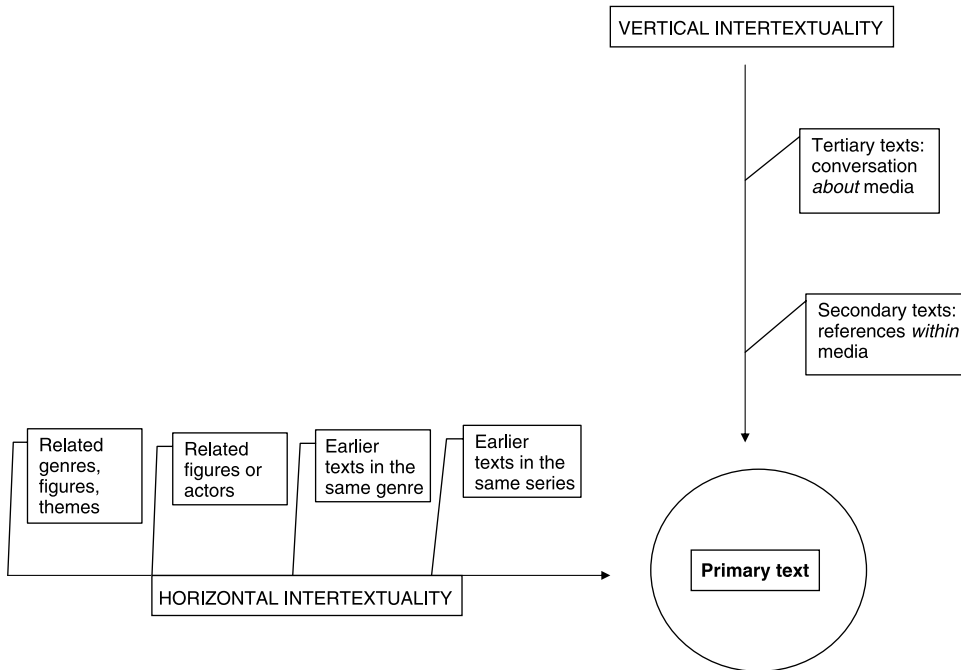 VERTICAL INTERTEXTUALITY
Tertiary texts:
conversation
about media
Secondary texts:
references within
media
Related
genres,
figures,
themes
Related
figures or
actors
Earlier
texts in the
same genre
Earlier
texts in the
same series
Primary text
HORIZONTAL INTERTEXTUALITY